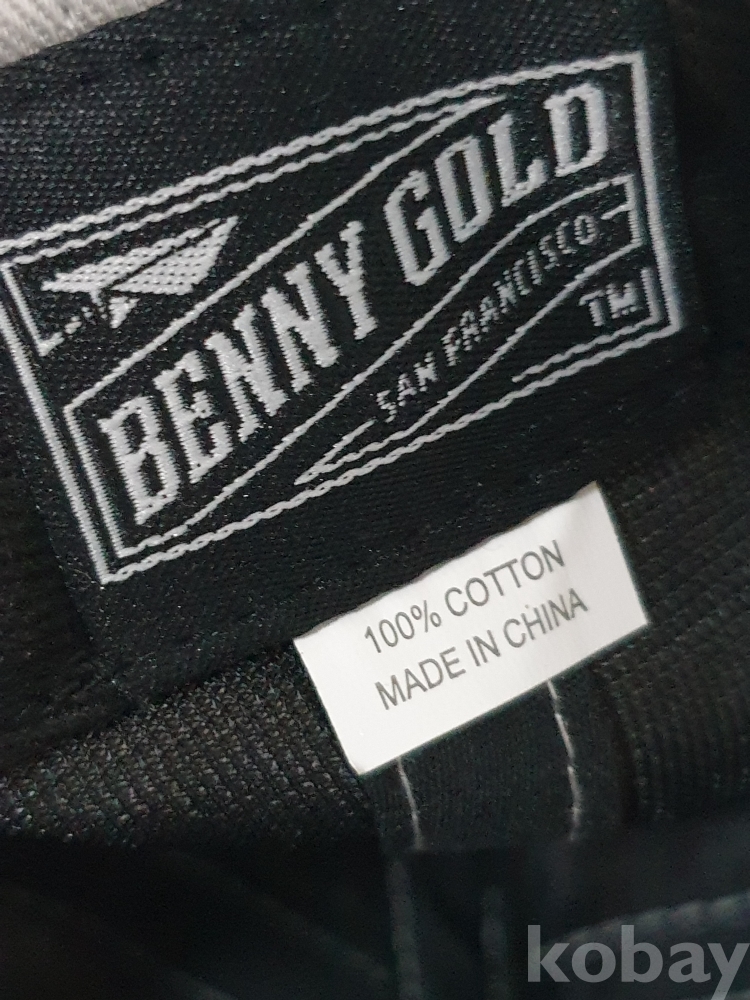 BENNY GOLD
SAN FRANCISCO
TM
100% COTTON
MADE IN CHINA
kobay